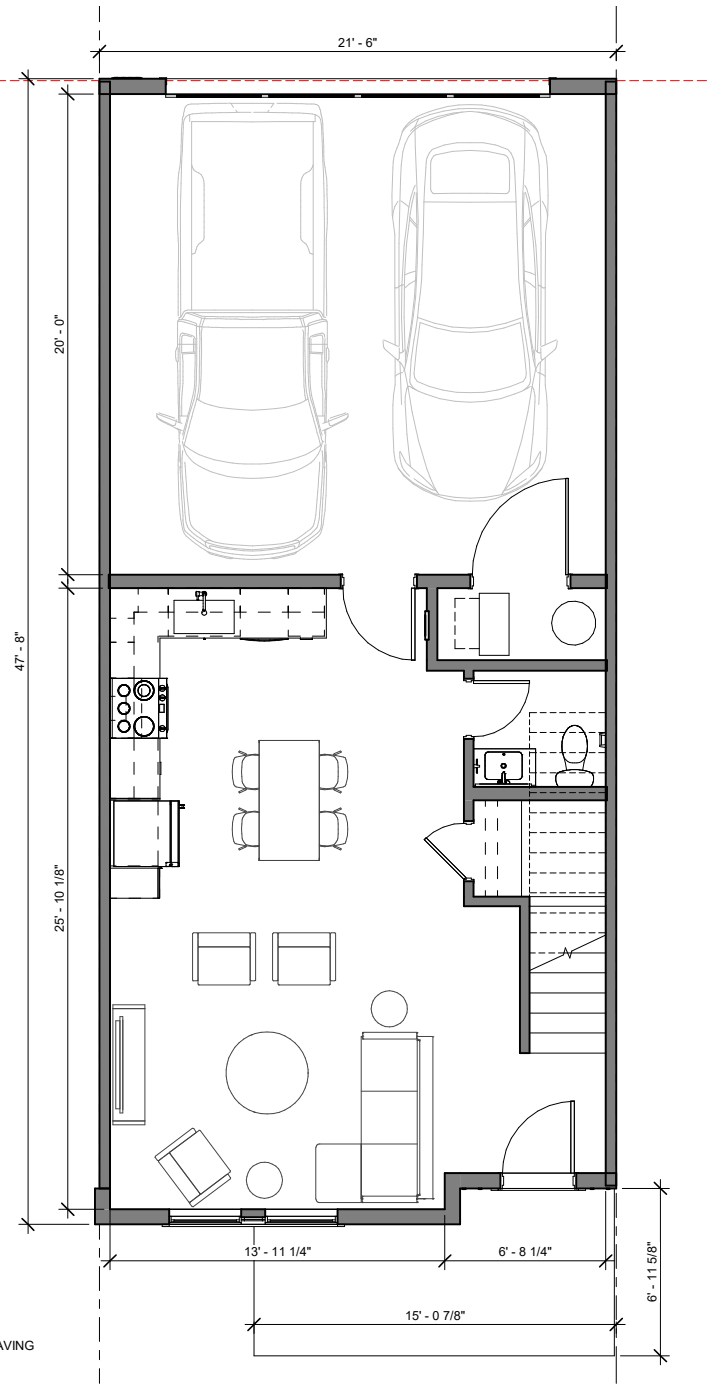 21' - 6"
20' - 0"
47' - 8"
25' - 10 1/8"
13' - 11 1/4"
6' - 8 1/4"
6' - 11 5/8"
15' - 0 7/8"
AVING